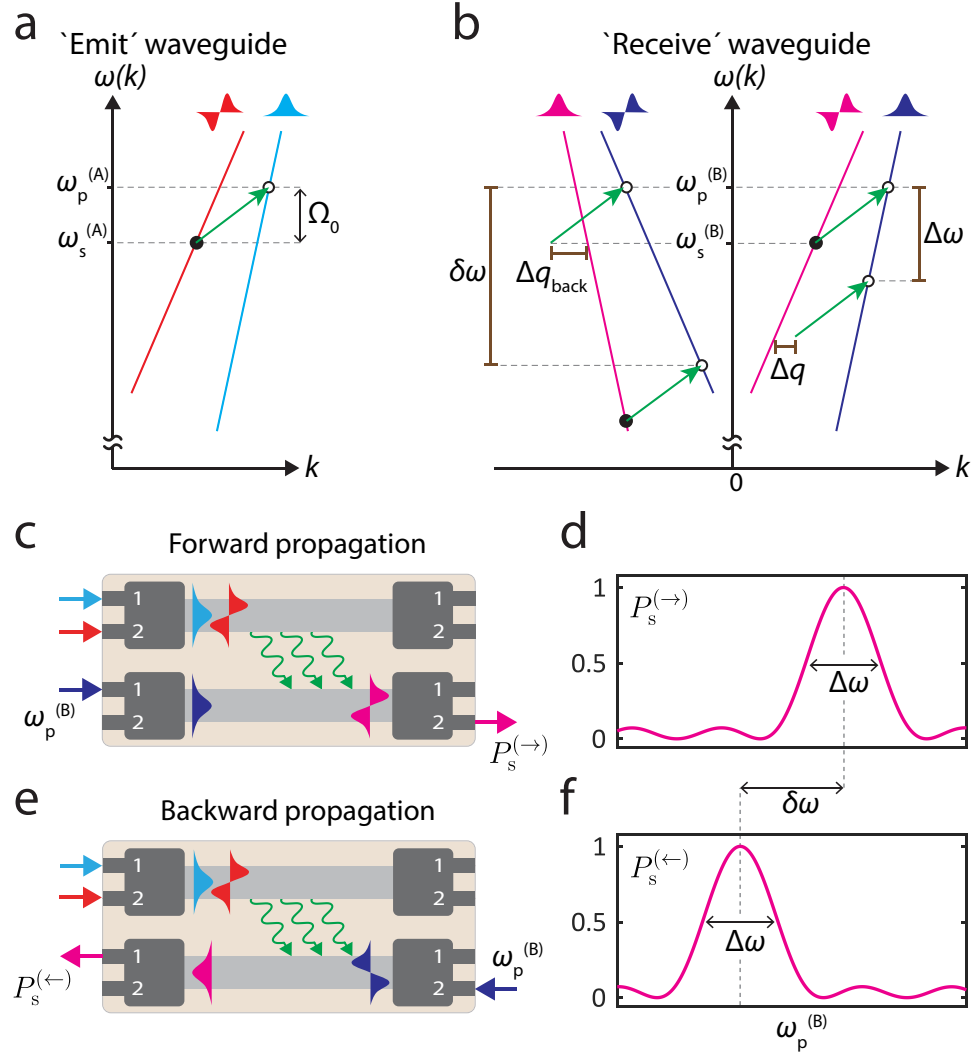 a
`Emit´ waveguide
ω(k)
ωp(A)
ωs(A)
Ω0
k
b
`Receive´ waveguide
ω(k)
ωp(B)
ωs(B)
δω
Δqback
Δω
Δq
0
k
c
Forward propagation
1
2
1
2
1
2
1
2
ωp(B)
Ps(→)
d
Ps(→)
1
0.5
0
Δω
δω
e
Backward propagation
1
2
1
2
1
2
1
2
Ps(←)
ωp(B)
f
Ps(←)
1
0.5
0
Δω
ωp(B)